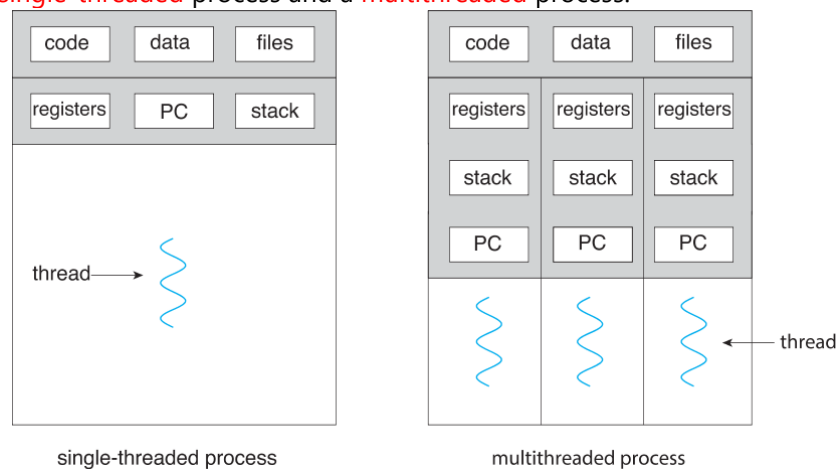 single-threaded process and a multithreaded process.
code data files
registers PC stack
thread
single-threaded process
code data files
registers registers registers
stack stack stack
PC PC PC
thread
multithreaded process